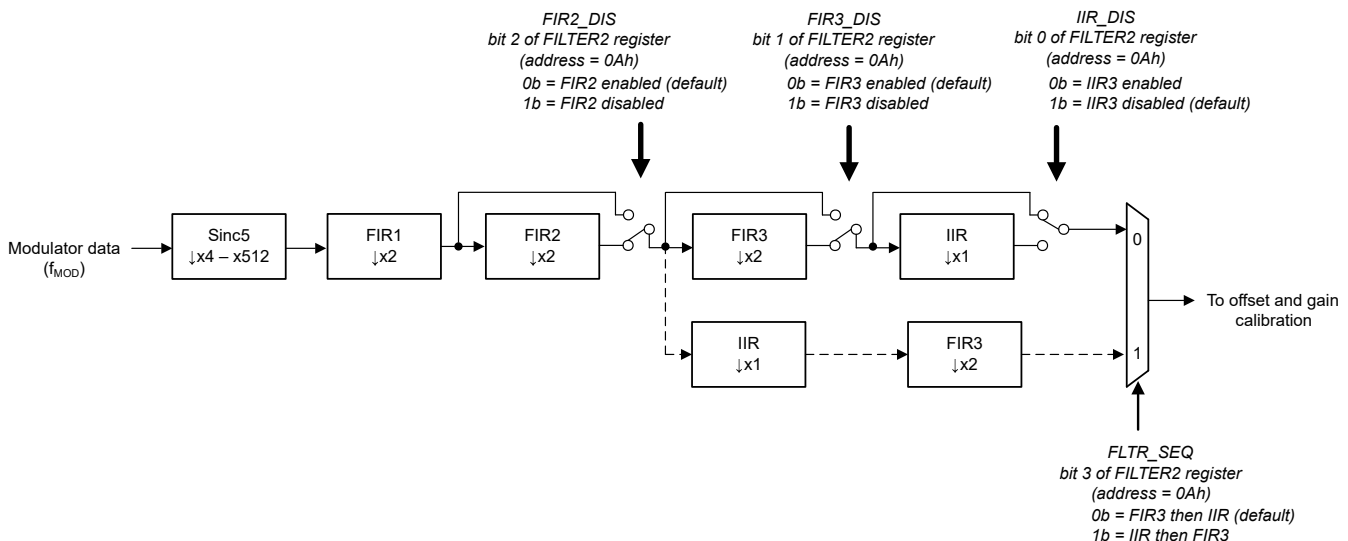 FIR2_DIS
bit 2 of FILTER2 register
(address = 0Ah)
0b = FIR2 enabled (default)
1b = FIR2 disabled
FIR3_DIS
bit 1 of FILTER2 register
(address = 0Ah)
0b = FIR3 enabled (default)
1b = FIR3 disabled
IIR_DIS
bit 0 of FILTER2 register
(address = 0Ah)
0b = IIR3 enabled
1b = IIR3 disabled (default)
Modulator data
(fMOD)
Sinc5
↓x4 – x512
FIR1
↓x2
FIR2
↓x2
FIR3
↓x2
IIR
↓x1
0
To offset and gain
calibration
IIR
↓x1
FIR3
↓x2
1
FLTR_SEQ
bit 3 of FILTER2 register
(address = 0Ah)
0b = FIR3 then IIR (default)
1b = IIR then FIR3